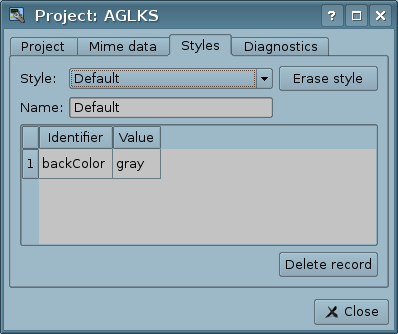 Project: AGLKS
Project Mime data Styles Diagnostics
Style: Default Erase style
Name: Default
Identifier Value
1 backColor gray
Delete record
Close